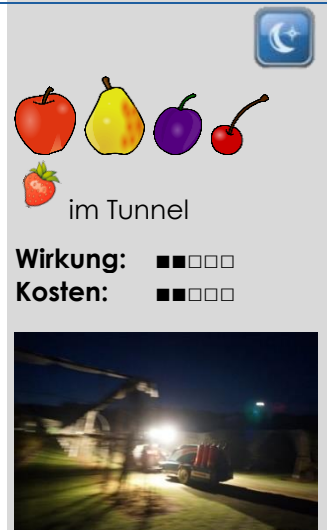 im Tunnel
Wirkung: ■■□□□
Kosten: ■■□□□